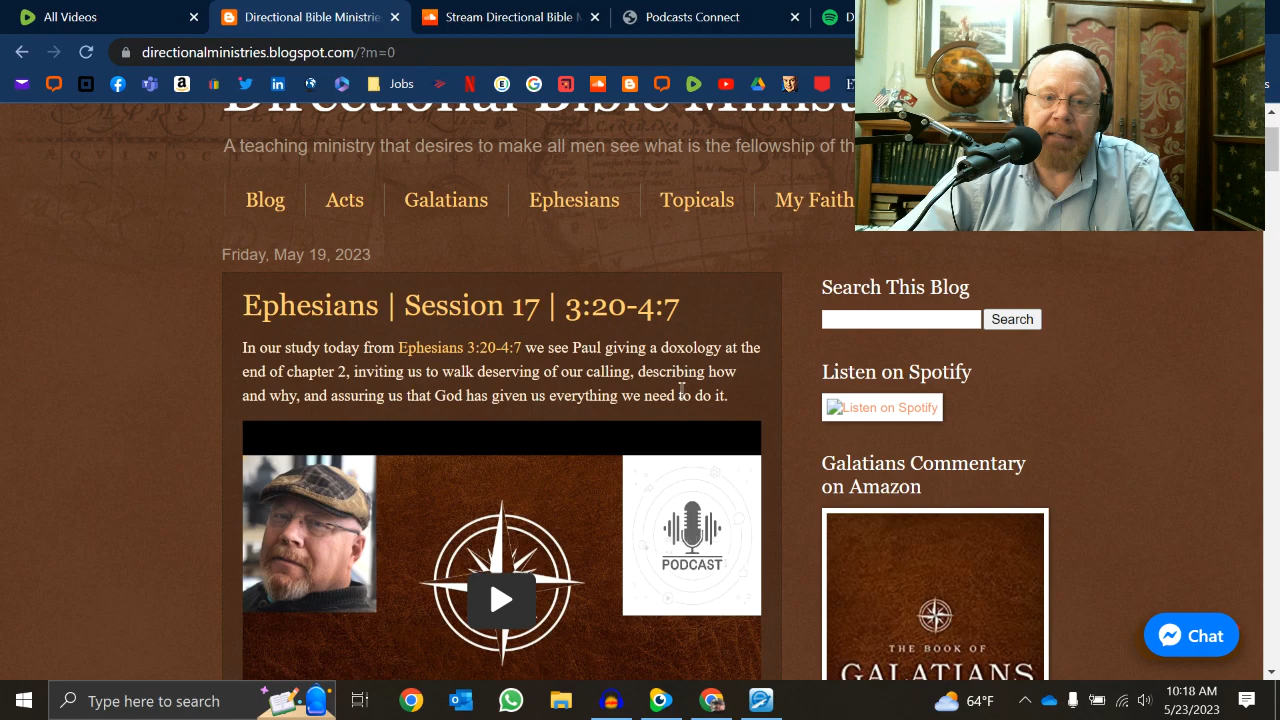 All Videos
Directional Bible Ministrie
Stream Directional Bible M
Podcasts Connect
directionalministries.blogspot.com/?m=0
Jobs
Directional Bible Minist
A teaching ministry that desires to make all men see what is the fellowship of th
Blog
Acts
Galatians
Ephesians
Topicals
My Faith
Friday, May 19, 2023
Ephesians | Session 17 | 3:20-4:7
In our study today from Ephesians 3:20-4:7 we see Paul giving a doxology at the
end of chapter 2, inviting us to walk deserving of our calling, describing how
and why, and assuring us that God has given us everything we need to do it.
PODCAST
Search This Blog
Search
Listen on Spotify
Listen on Spotify
Galatians Commentary
on Amazon
THE BOOK OF
GALATIANS
Chat
Type here to search
64°F
10:18 AM
5/23/2023